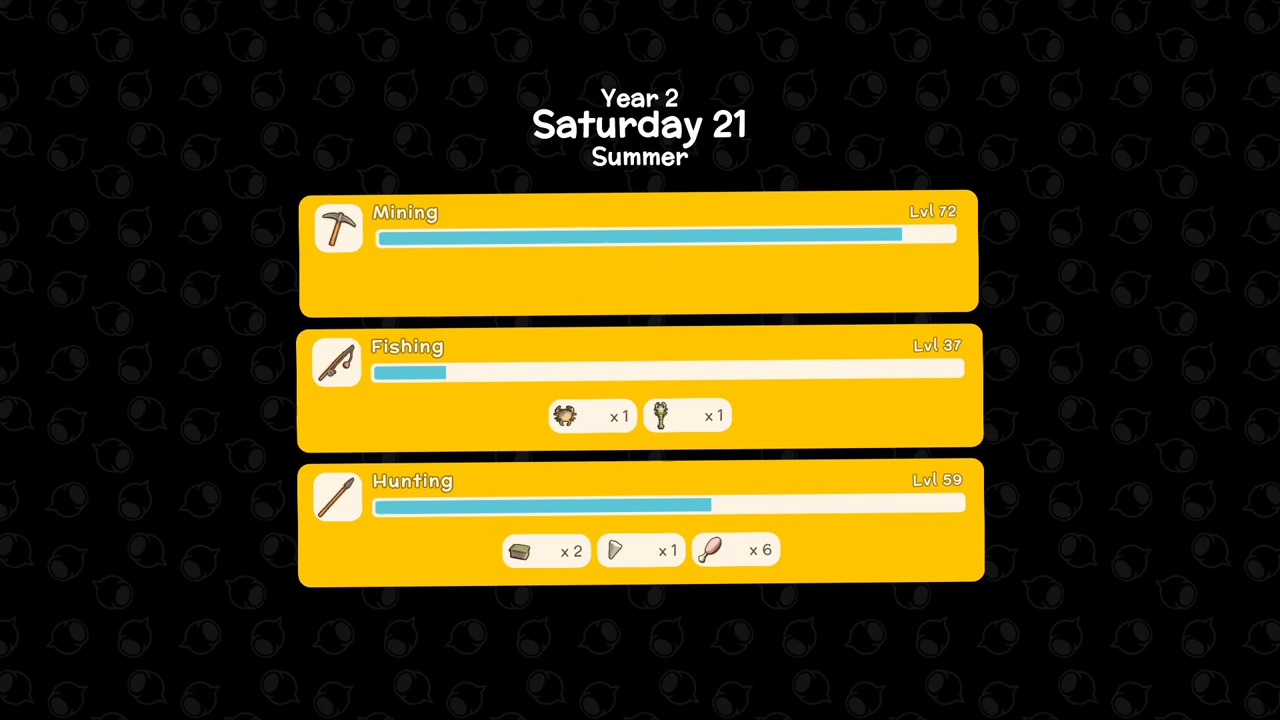 Year 2
Saturday 21
Summer
Mining Lvl 72
Fishing Lvl 37
x 1 x 1
Hunting Lvl 59
x 2 x 1 x 6